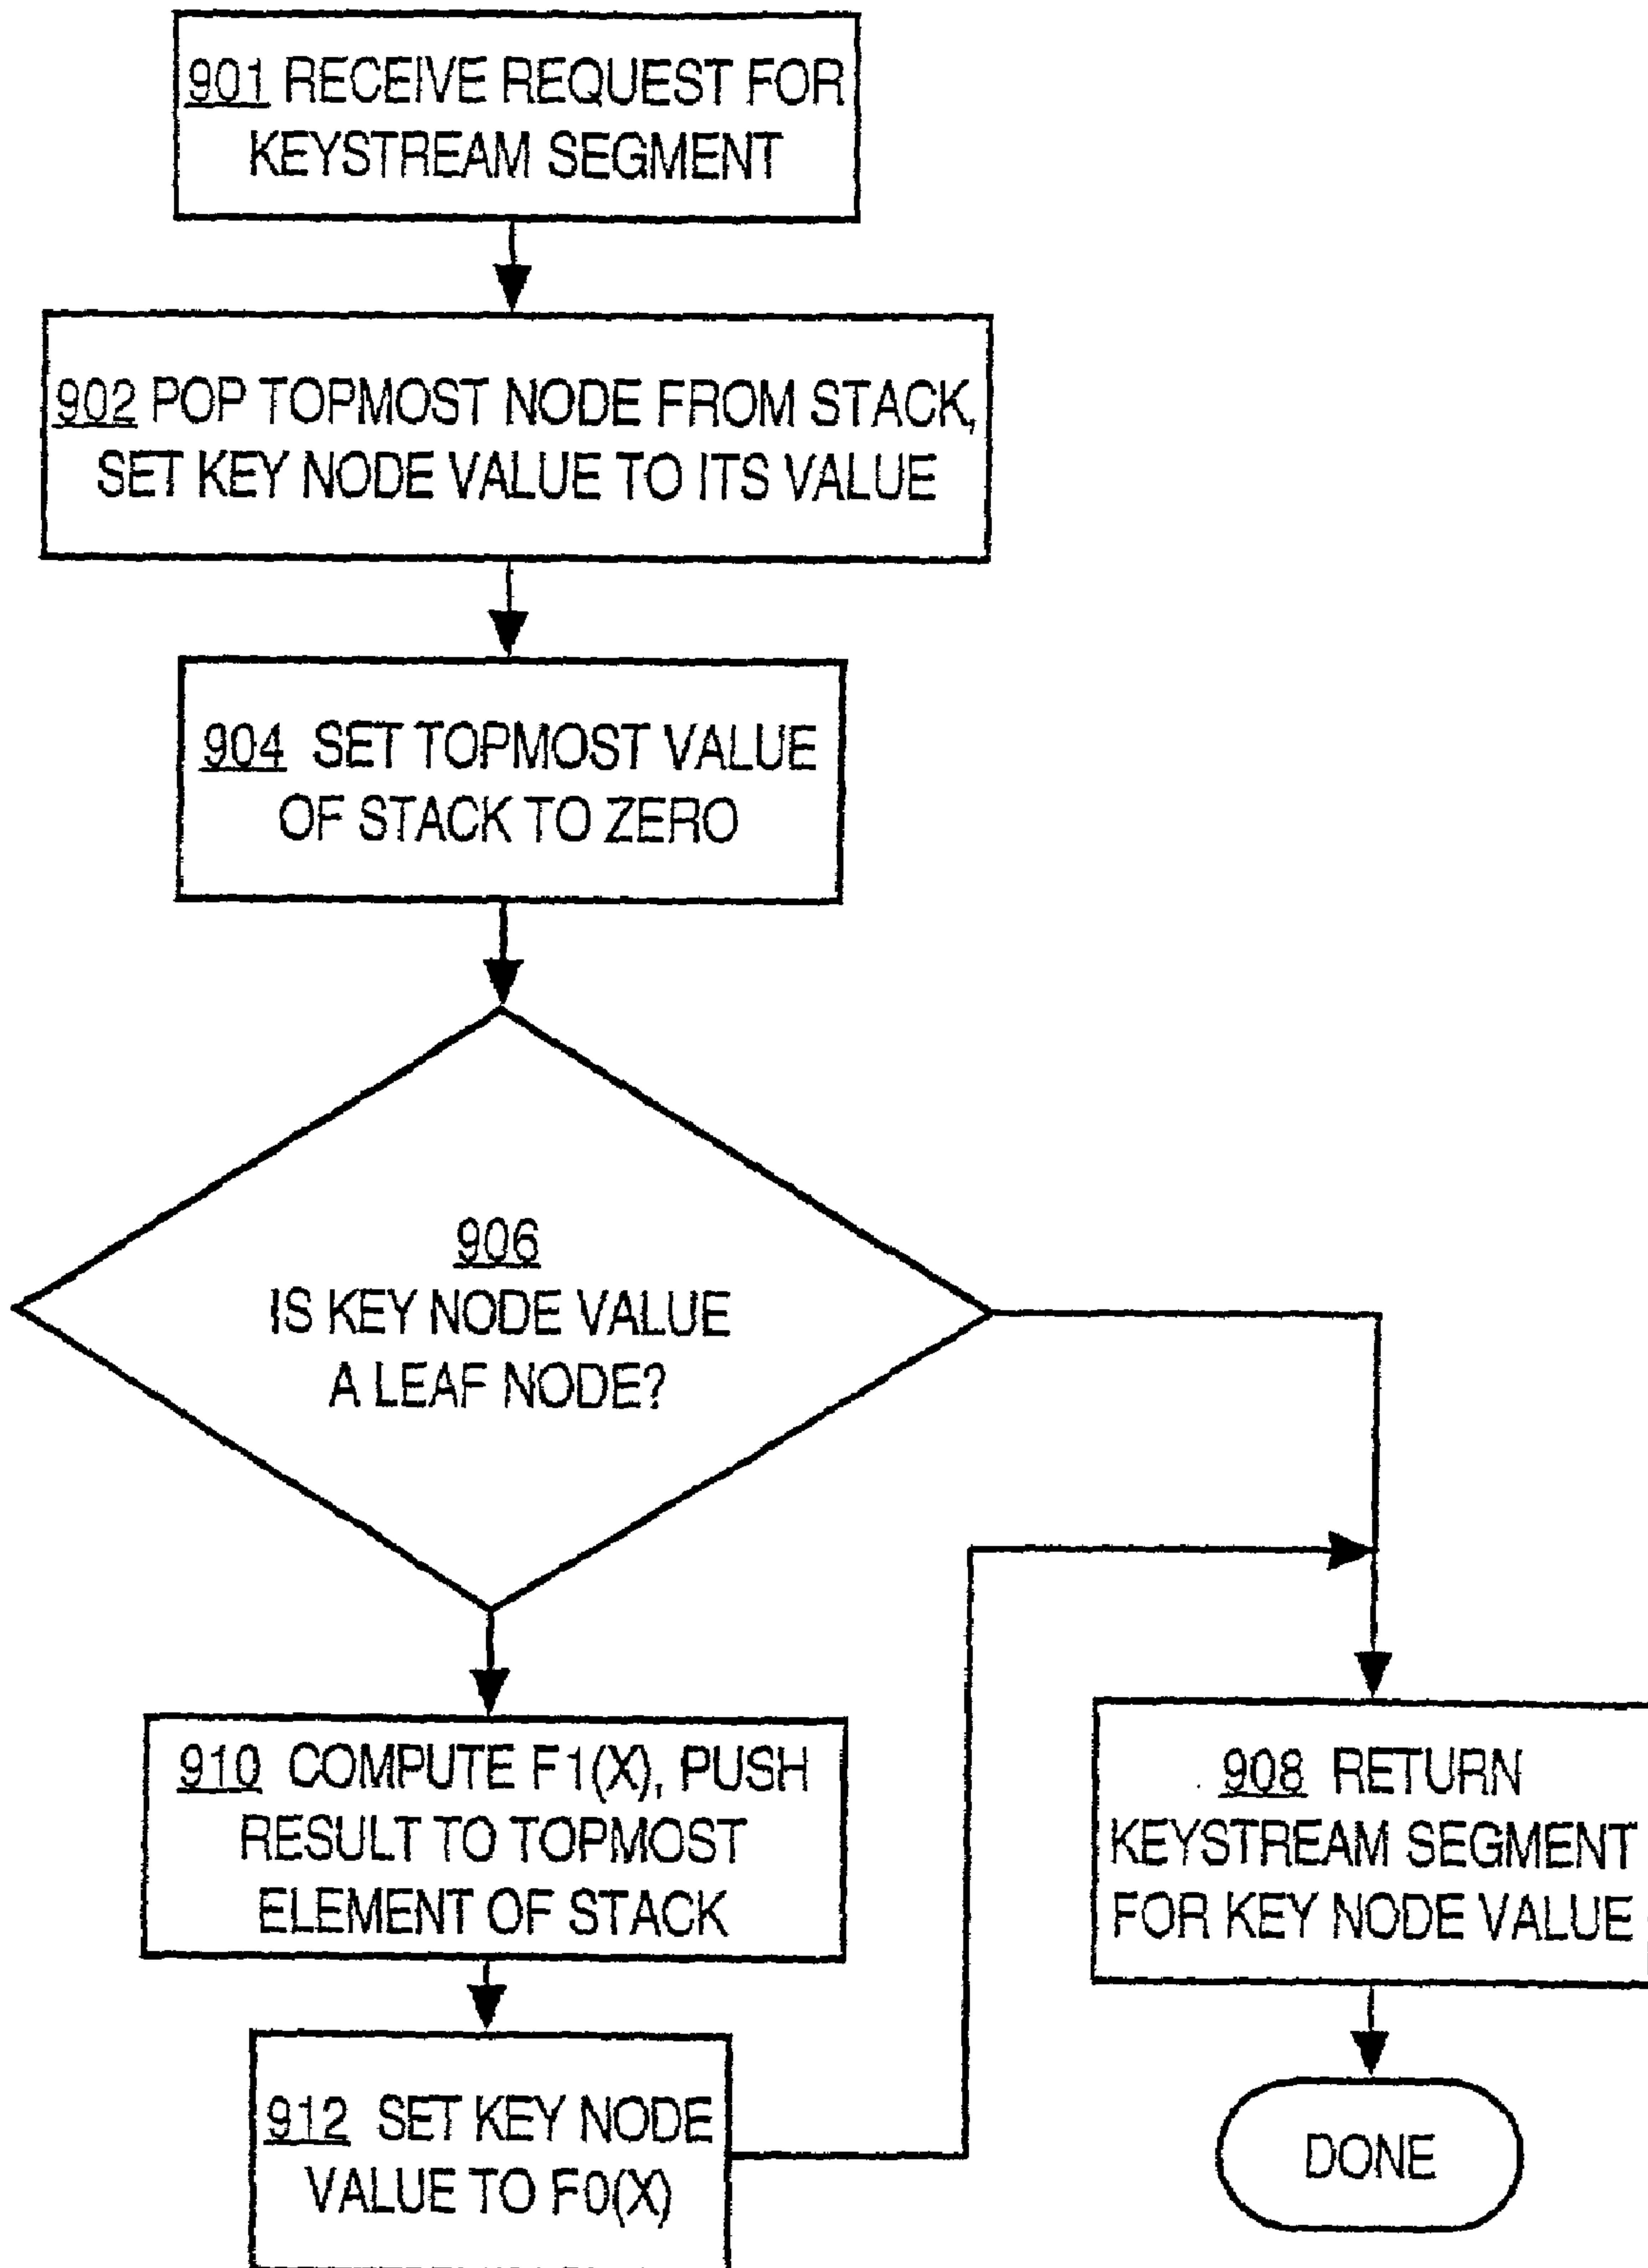 901 RECEIVE REQUEST FOR
KEYSTREAM SEGMENT
902 POP TOPMOST NODE FROM STACK,
SET KEY NODE VALUE TO ITS VALUE
904 SET TOPMOST VALUE
OF STACK TO ZERO
906
IS KEY NODE VALUE
A LEAF NODE?
910 COMPUTE F1(X), PUSH
RESULT TO TOPMOST
ELEMENT OF STACK
912 SET KEY NODE
VALUE TO F0(X)
908 RETURN
KEYSTREAM SEGMENT
FOR KEY NODE VALUE
DONE